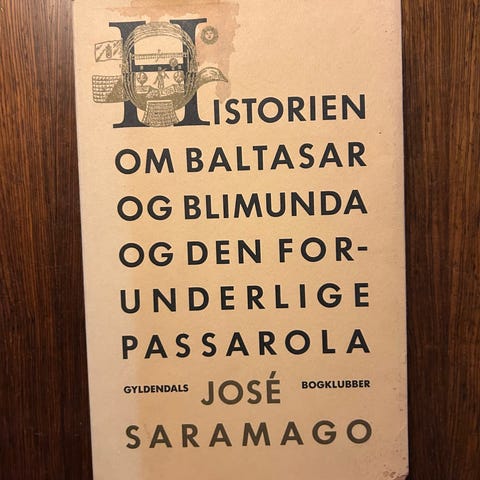 HISTORIEN
OM BALTASAR
OG BLIMUNDA
OG DEN FOR-
UNDERLIGE
PASSAROLA
GYLDENDALS JOSÉ BOGKLUBBER
SARAMAGO